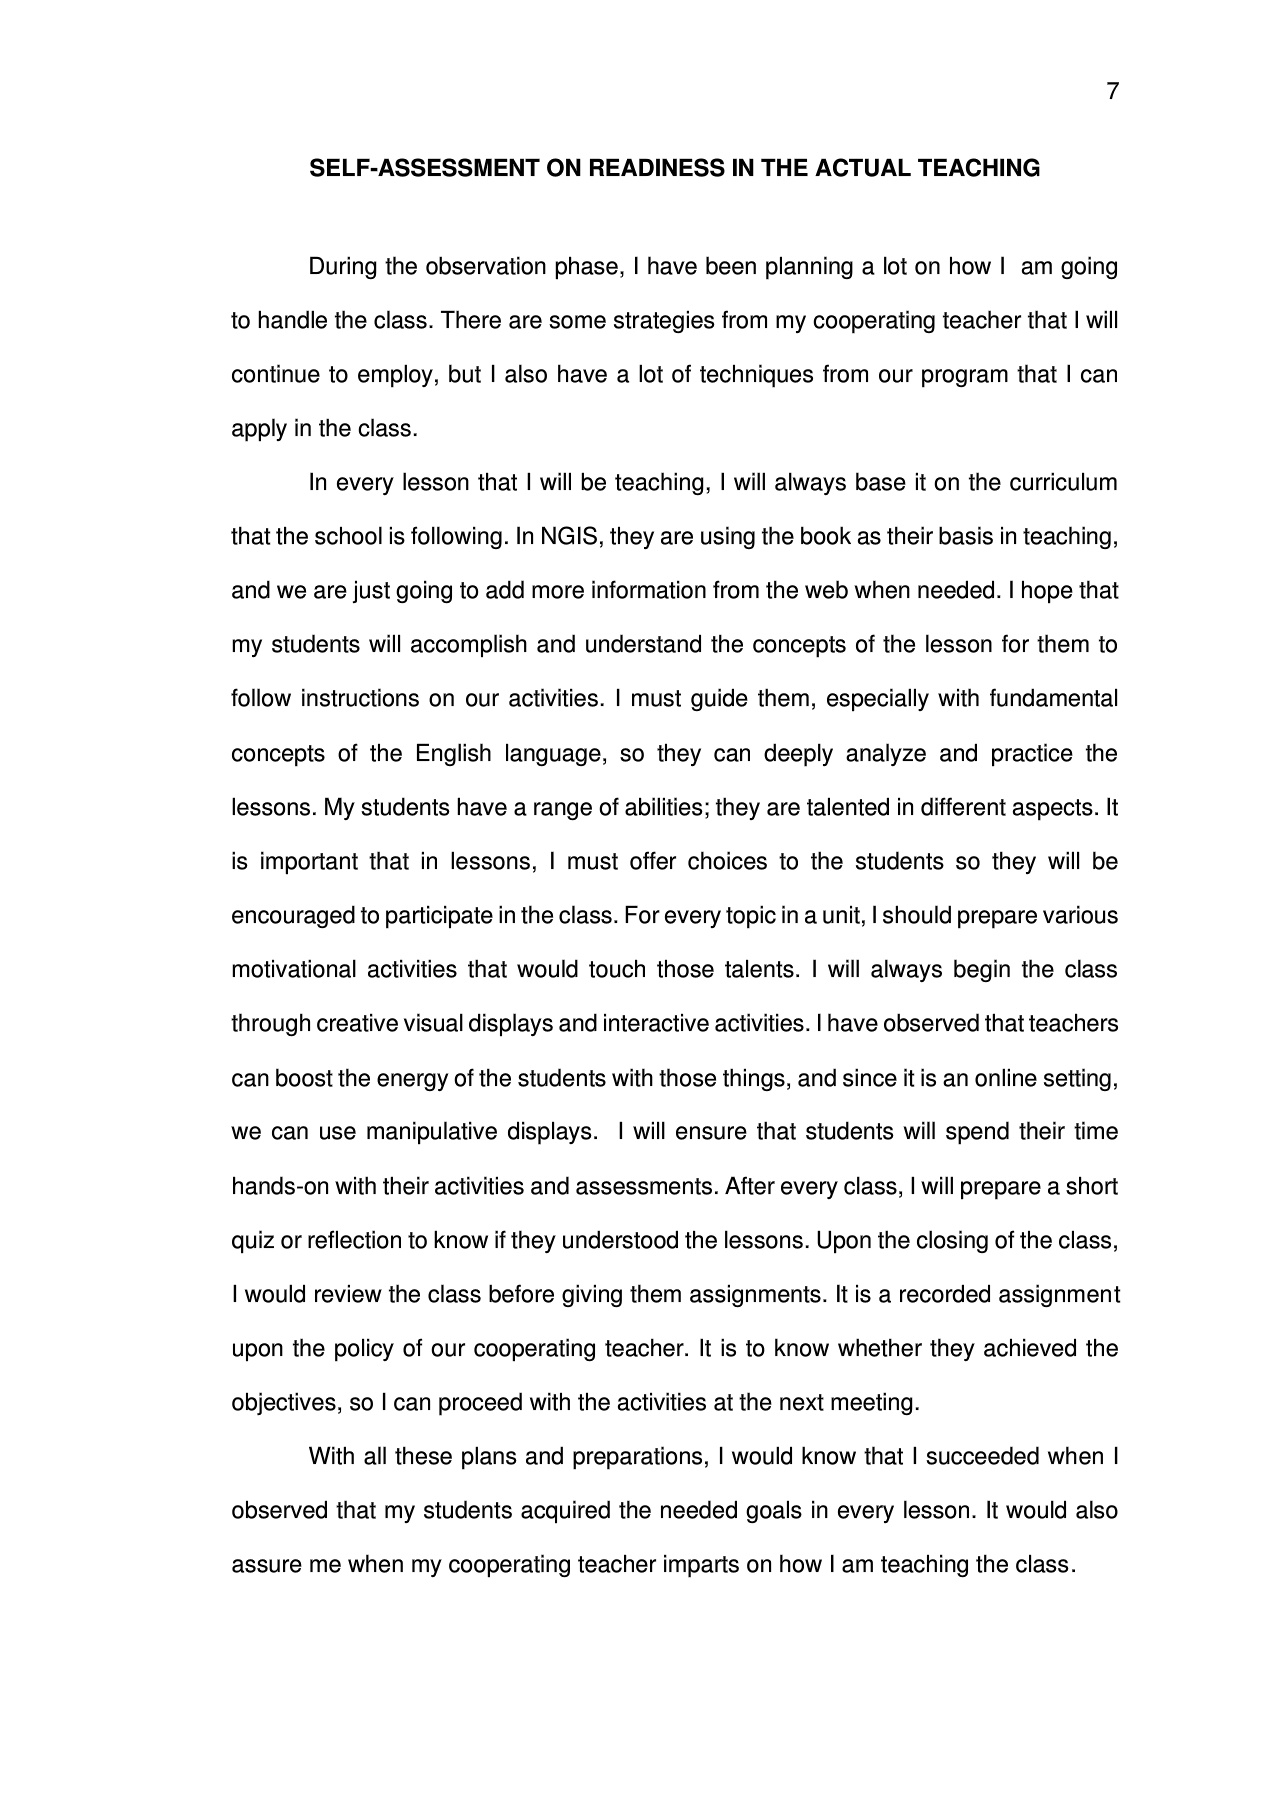 7
SELF-ASSESSMENT ON READINESS IN THE ACTUAL TEACHING
During the observation phase, I have been planning a lot on how I am going
to handle the class. There are some strategies from my cooperating teacher that I will
continue to employ, but I also have a lot of techniques from our program that I can
apply in the class.
In every lesson that I will be teaching, I will always base it on the curriculum
that the school is following. In NGIS, they are using the book as their basis in teaching,
and we are just going to add more information from the web when needed. I hope that
my students will accomplish and understand the concepts of the lesson for them to
follow instructions on our activities. I must guide them, especially with fundamental
concepts of the English language, so they can deeply analyze and practice the
lessons. My students have a range of abilities; they are talented in different aspects. It
is important that in lessons, I must offer choices to the students so they will be
encouraged to participate in the class. For every topic in a unit, I should prepare various
motivational activities that would touch those talents. I will always begin the class
through creative visual displays and interactive activities. I have observed that teachers
can boost the energy of the students with those things, and since it is an online setting,
we can use manipulative displays. I will ensure that students will spend their time
hands-on with their activities and assessments. After every class, I will prepare a short
quiz or reflection to know if they understood the lessons. Upon the closing of the class,
I would review the class before giving them assignments. It is a recorded assignment
upon the policy of our cooperating teacher. It is to know whether they achieved the
objectives, so I can proceed with the activities at the next meeting.
With all these plans and preparations, I would know that I succeeded when I
observed that my students acquired the needed goals in every lesson. It would also
assure me when my cooperating teacher imparts on how I am teaching the class.